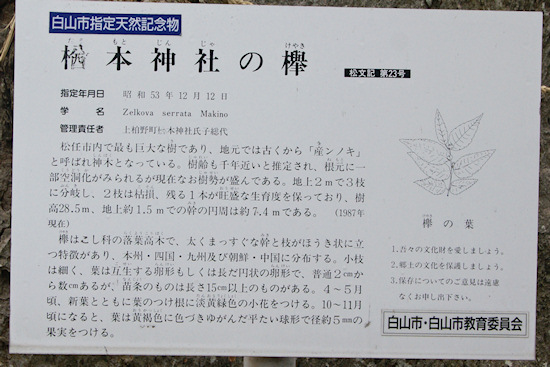 白山市指定天然記念物
本神社の欅
もと じん じゃ けやき
松文記 第23号
指定年月日 昭和53年12月12日
学名 Zelkova serrata Makino
管理責任者 上柏野町 本神社氏子総代
松任市内で最も巨大な樹であり、地元では古くから「産ンノキ」
と呼ばれ神木となっている。樹齢も千年近いと推定され、根元に一
部空洞化がみられるが現在なお樹勢が盛んである。地上2mで3枝
に分岐し、2枝は枯損、残る1本が旺盛な生育度を保っており、樹
高28.5m、地上約1.5mでの幹の円周は約7.4mである。(1987年
現在)
欅はこし科の落葉高木で、太くまっすぐな幹と枝がほうき状に立
つ特徴があり、本州・四国・九州及び朝鮮・中国に分布する。小枝
は細く、葉は互生する卵形もしくは長だ円状の卵形で、普通2cmか
ら数cmあるが、苗条のものは長さ15cm以上のものがある。4〜5月
頃、新葉とともに葉のつけ根に淡黄緑色の小花をつける。10〜11月
頃になると、葉は黄褐色に色づきゆがんだ平たい球形で径約5mmの
果実をつける。
けやき
欅の葉
1.吾々の文化財を愛しましょう。
2.郷土の文化を保護しましょう。
3.保存についてのご意見は遠慮
なくお申し出下さい。
白山市・白山市教育委員会